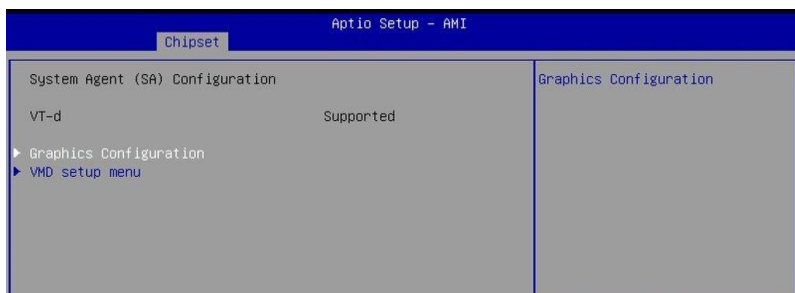 Aptio Setup - AMI
Chipset
System Agent (SA) Configuration
Graphics Configuration
VT-d Supported
Graphics Configuration
VMD setup menu